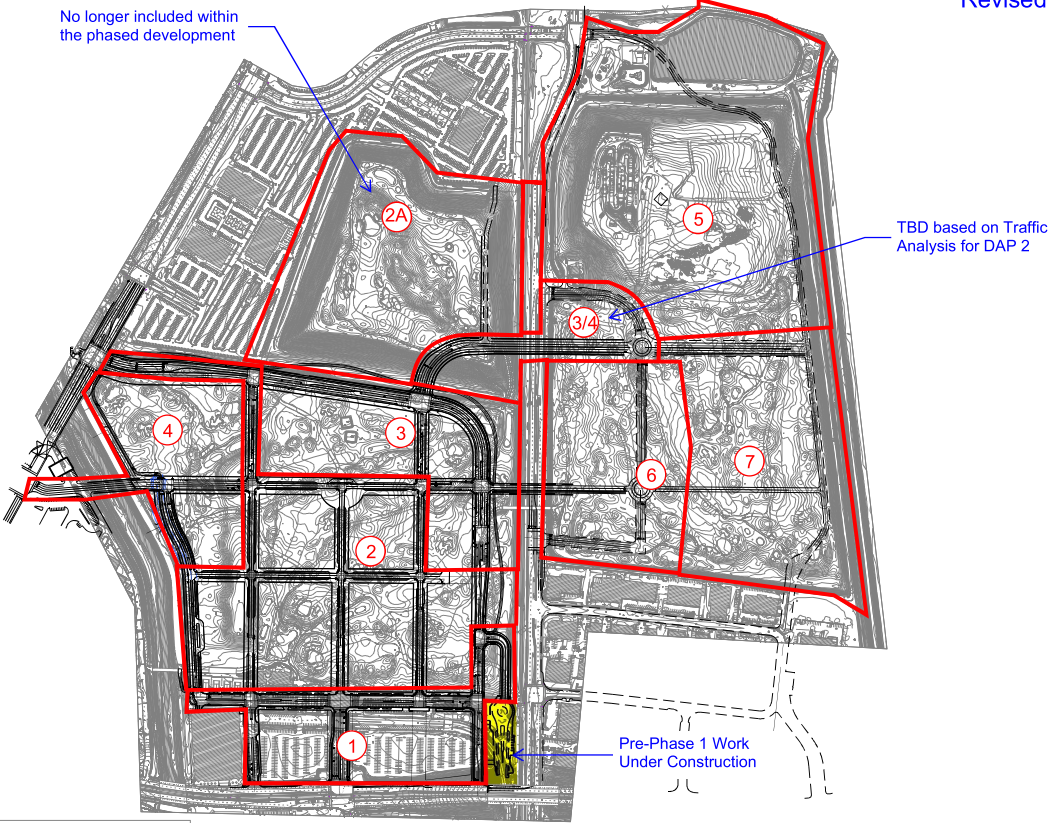 Revised
No longer included within
the phased development
2A
5
TBD based on Traffic
Analysis for DAP 2
3/4
4
3
7
6
2
1
Pre-Phase 1 Work
Under Construction